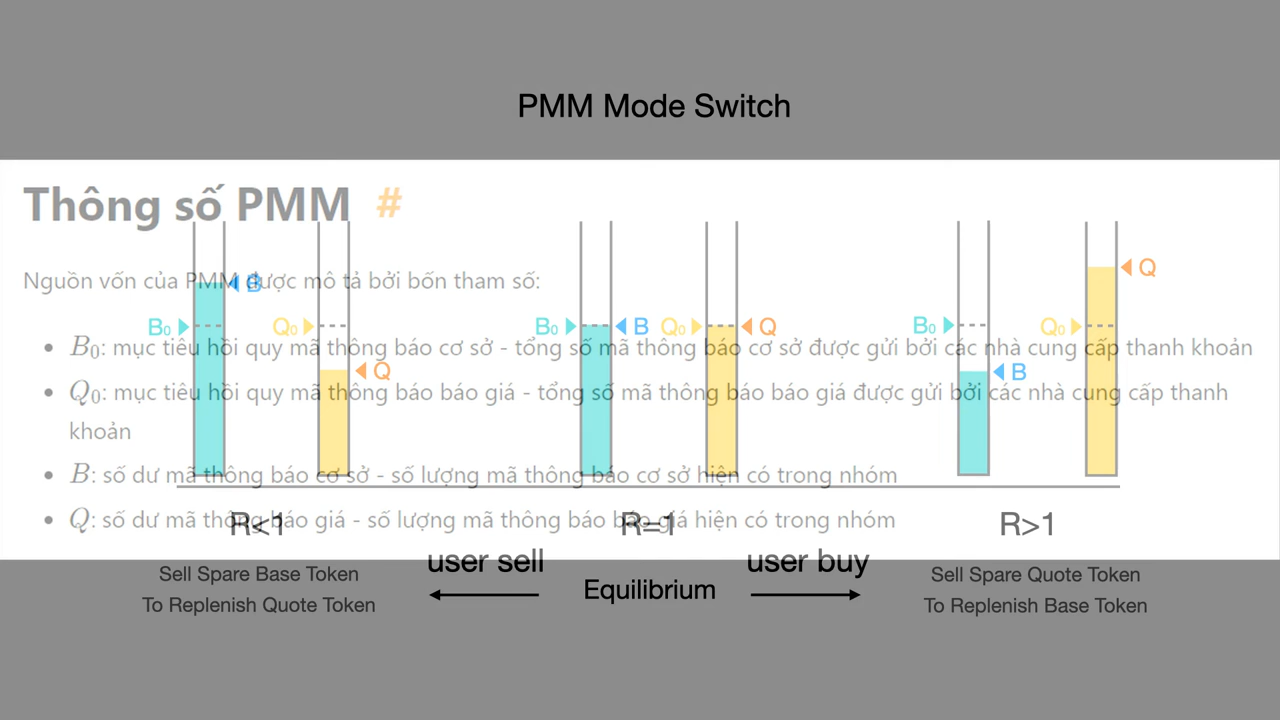 PMM Mode Switch
Thông số PMM #
Nguồn vốn của PMM được mô tả bởi bốn tham số:
B
Q
B₀
Q₀
B₀
B
Q₀
Q
B₀
Q₀
• B₀: mục tiêu hồi quy mã thông báo cơ sở - tổng số mã thông báo cơ sở được gửi bởi các nhà cung cấp thanh khoản
Q
B
• Q₀: mục tiêu hồi quy mã thông báo báo giá - tổng số mã thông báo báo giá được gửi bởi các nhà cung cấp thanh
khoản
• B: số dư mã thông báo cơ sở - số lượng mã thông báo cơ sở hiện có trong nhóm
• Q: số dư mã thông báo giá - số lượng mã thông báo báo giá hiện có trong nhóm
R<1
R=1
R>1
user sell
user buy
Sell Spare Base Token
To Replenish Quote Token
Equilibrium
Sell Spare Quote Token
To Replenish Base Token